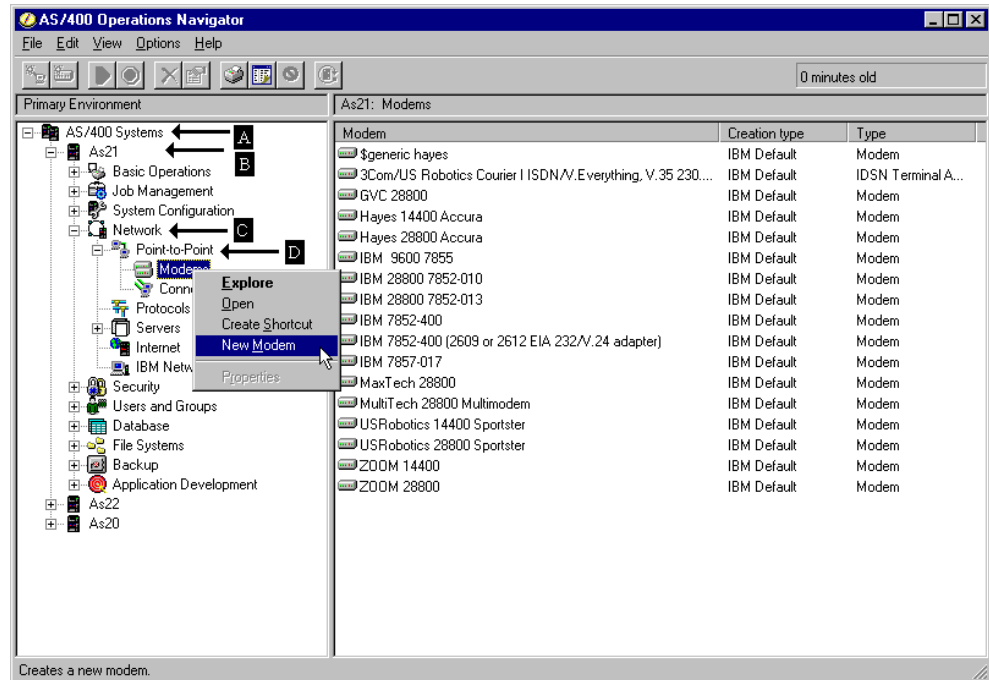 AS/400 Operations Navigator
File Edit View Options Help
0 minutes old
Primary Environment
As21: Modems
AS/400 Systems
A
As21
B
Basic Operations
Job Management
System Configuration
Network
C
Point-to-Point
D
Modems
Conn
Protocols
Servers
Internet
IBM Netw
Security
Users and Groups
Database
File Systems
Backup
Application Development
As22
As20
Explore
Open
Create Shortcut
New Modem
Properties
Modem Creation type Type
$generic hayes IBM Default Modem
3Com/US Robotics Courier I ISDN/V.Everything, V.35 230.... IBM Default IDSN Terminal A...
GVC 28800 IBM Default Modem
Hayes 14400 Accura IBM Default Modem
Hayes 28800 Accura IBM Default Modem
IBM 9600 7855 IBM Default Modem
IBM 28800 7852-010 IBM Default Modem
IBM 28800 7852-013 IBM Default Modem
IBM 7852-400 IBM Default Modem
IBM 7852-400 (2609 or 2612 EIA 232/V.24 adapter) IBM Default Modem
IBM 7857-017 IBM Default Modem
MaxTech 28800 IBM Default Modem
MultiTech 28800 Multimodem IBM Default Modem
USRobotics 14400 Sportster IBM Default Modem
USRobotics 28800 Sportster IBM Default Modem
ZOOM 14400 IBM Default Modem
ZOOM 28800 IBM Default Modem
Creates a new modem.